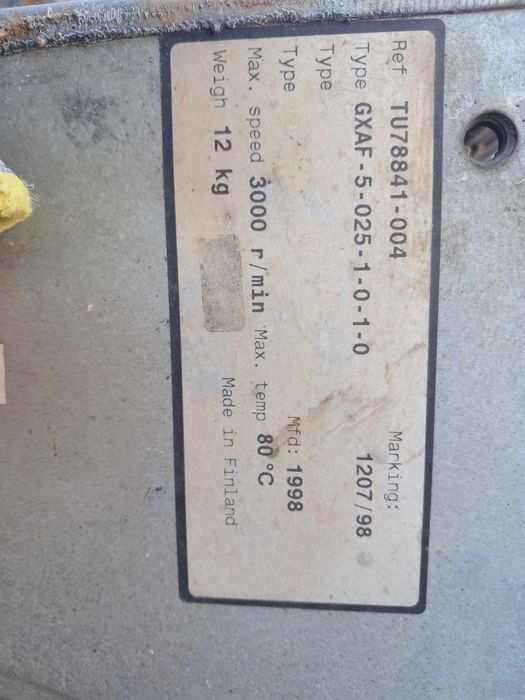 Ref TU78841-004 Marking:
Type GXAF-5-025-1-0-1-0 1207/98
Type
Type Mfd: 1998
Max. speed 3000 r/min Max. temp 80 °C
Weigh 12 kg Made in Finland